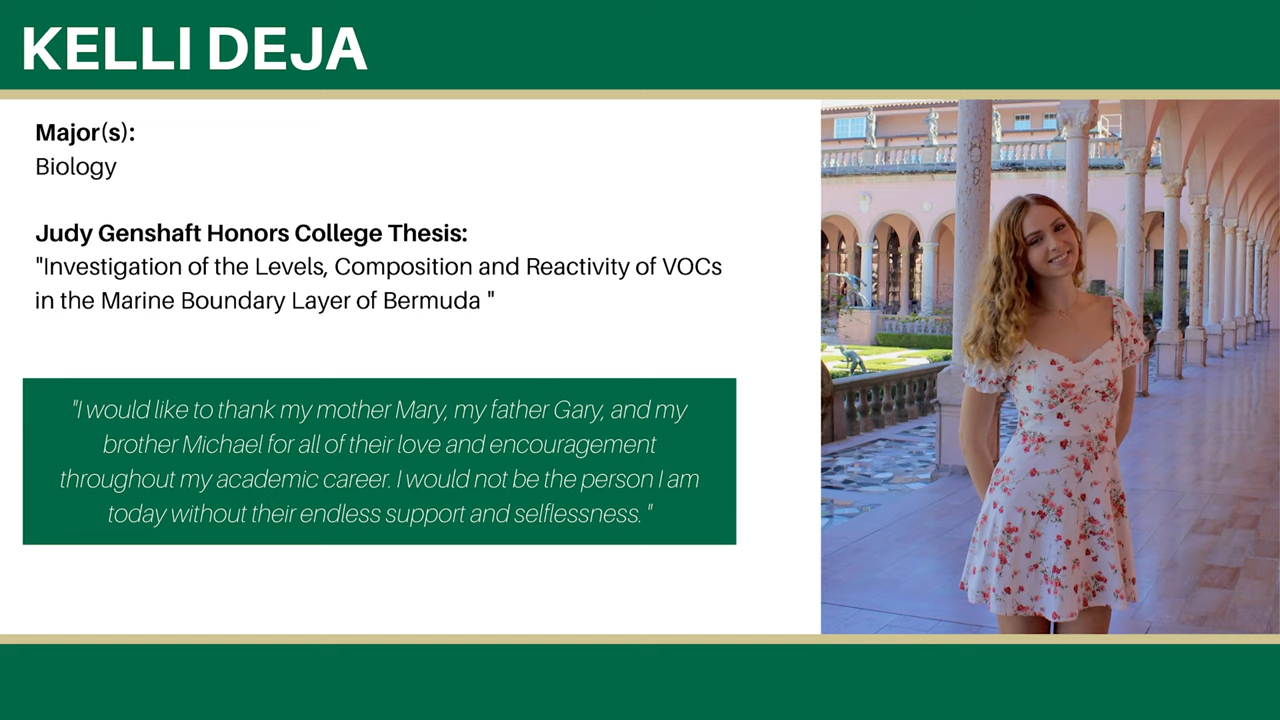 KELLI DEJA
Major(s):
Biology
Judy Genshaft Honors College Thesis:
"Investigation of the Levels, Composition and Reactivity of VOCs
in the Marine Boundary Layer of Bermuda "
"I would like to thank my mother Mary, my father Gary, and my
brother Michael for all of their love and encouragement
throughout my academic career. I would not be the person I am
today without their endless support and selflessness. "